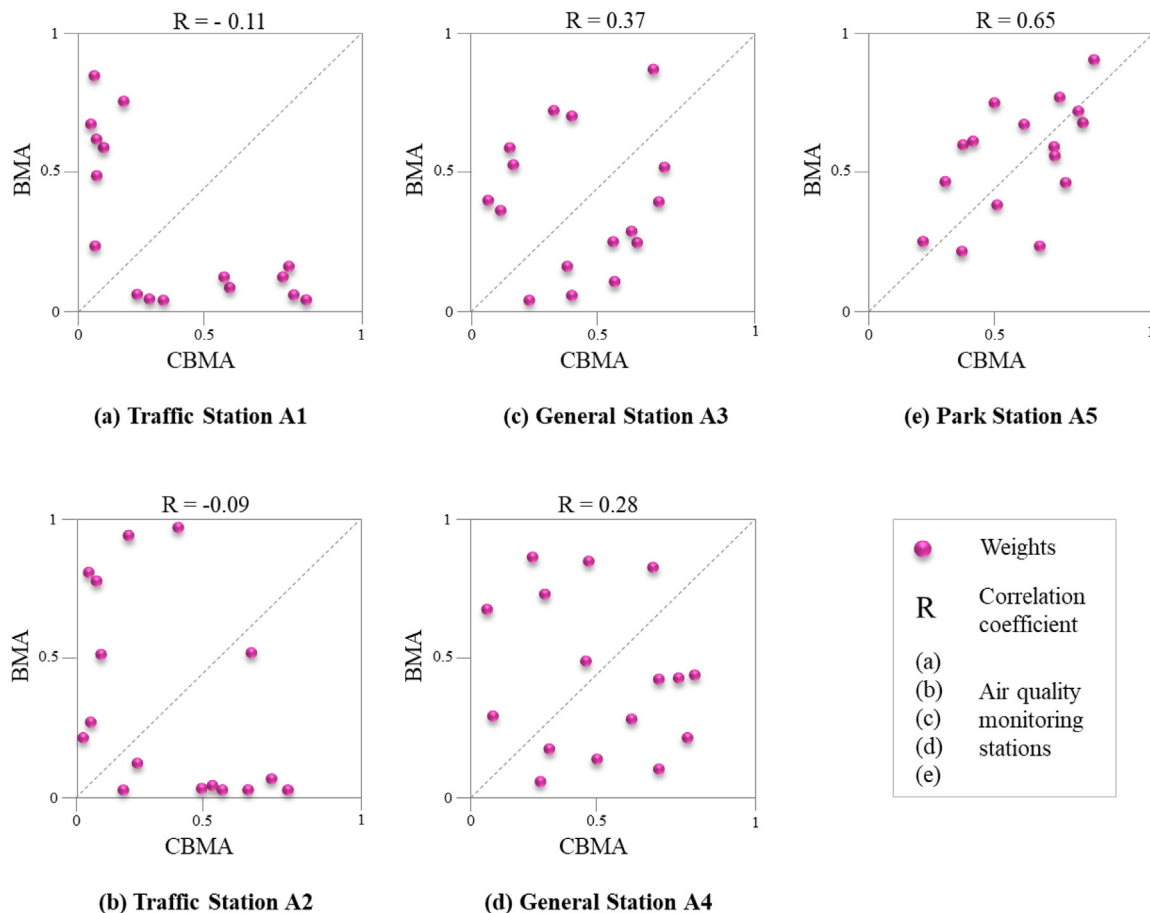 R = - 0.11
1
BMA
0.5
0
0
0.5
1
CBMA
(a) Traffic Station A1
R = 0.37
1
BMA
0.5
0
0
0.5
1
CBMA
(c) General Station A3
R = 0.65
1
BMA
0.5
0
0
0.5
1
CBMA
(e) Park Station A5
R = -0.09
1
BMA
0.5
0
0
0.5
1
CBMA
(b) Traffic Station A2
R = 0.28
1
BMA
0.5
0
0
0.5
1
CBMA
(d) General Station A4
Weights
R Correlation
coefficient
(a)
(b) Air quality
(c) monitoring
(d) stations
(e)